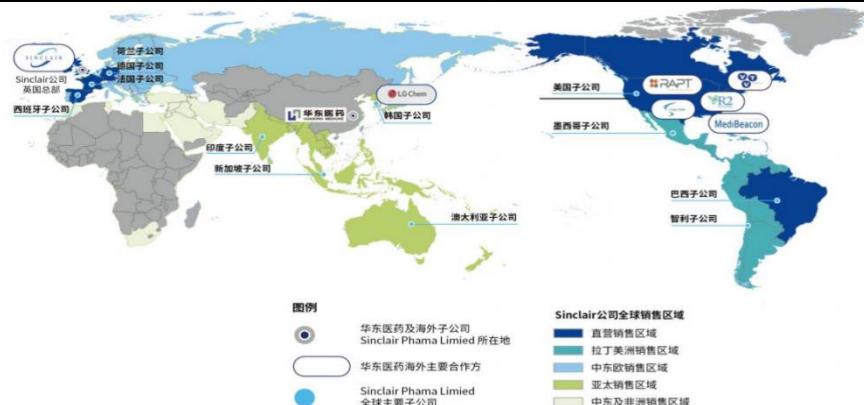 荷兰子公司
德国子公司
法国子公司
SINCLAIR
Sinclair公司
英国总部
西班牙子公司
华东医药
LG Chem
韩国子公司
印度子公司
新加坡子公司
澳大利亚子公司
美国子公司
RAPT
R2
MediBeacon
墨西哥子公司
巴西子公司
智利子公司
图例
华东医药及海外子公司
Sinclair Phama Limied 所在地
华东医药海外主要合作方
Sinclair Phama Limied
全球主要子公司
Sinclair公司全球销售区域
直营销售区域
拉丁美洲销售区域
中东欧销售区域
亚太销售区域
中东及非洲销售区域